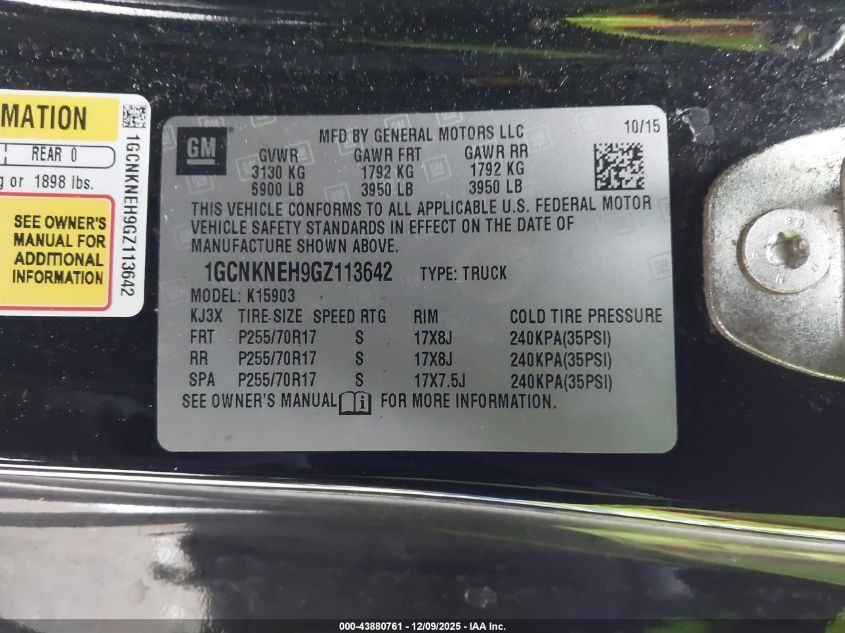 MATION
REAR 0
g or 1898 lbs.
SEE OWNER'S
MANUAL FOR
ADDITIONAL
INFORMATION
1GCNKNEH9GZ113642
GM
MFD BY GENERAL MOTORS LLC
10/15
GVWR GAWR FRT GAWR RR
3130 KG 1792 KG 1792 KG
6900 LB 3950 LB 3950 LB
THIS VEHICLE CONFORMS TO ALL APPLICABLE U.S. FEDERAL MOTOR
VEHICLE SAFETY STANDARDS IN EFFECT ON THE DATE OF
MANUFACTURE SHOWN ABOVE.
1GCNKNEH9GZ113642 TYPE: TRUCK
MODEL: K15903
KJ3X TIRE-SIZE SPEED RTG RIM COLD TIRE PRESSURE
FRT P255/70R17 S 17X8J 240KPA(35PSI)
RR P255/70R17 S 17X8J 240KPA(35PSI)
SPA P255/70R17 S 17X7.5J 240KPA(35PSI)
SEE OWNER'S MANUAL FOR MORE INFORMATION.
000-43880761 - 12/09/2025 - IAA Inc.